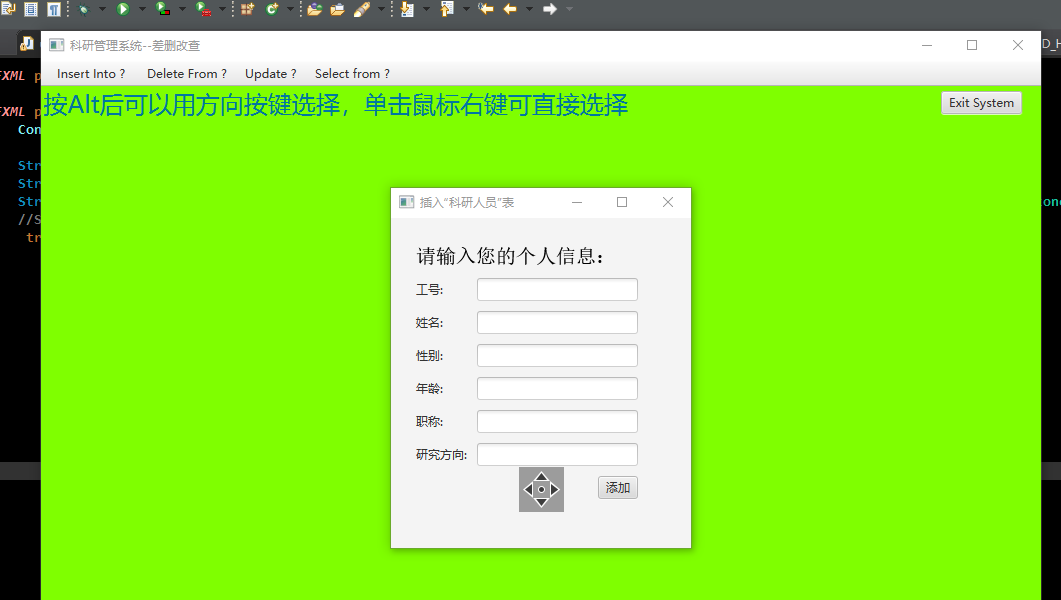 科研管理系统--差删改查
Insert Into ?
Delete From ?
Update ?
Select from ?
按Alt后可以用方向按键选择，单击鼠标右键可直接选择
Exit System
插入“科研人员”表
请输入您的个人信息：
工号:
姓名:
性别:
年龄:
职称:
研究方向:
添加
XML p
XML p
Con
Str
Str
Str
//S
tr
D_H